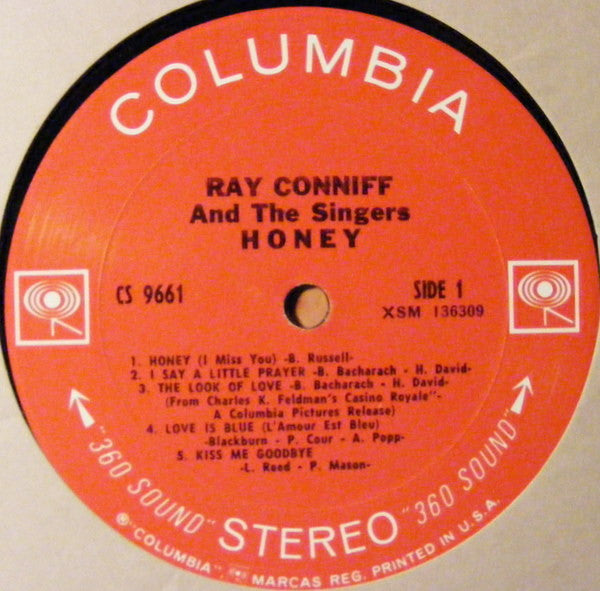 COLUMBIA
RAY CONNIFF
And The Singers
HONEY
CS 9661
SIDE 1
XSM 136309
1. HONEY (I Miss You) -B. Russell-
2. I SAY A LITTLE PRAYER -B. Bacharach - H. David-
3. THE LOOK OF LOVE -B. Bacharach - H. David-
(From Charles K. Feldman's Casino Royale"-
A Columbia Pictures Release)
4. LOVE IS BLUE (L'Amour Est Bleu)
-Blackburn - P. Cour - A. Popp-
5. KISS ME GOODBYE
-L. Reed - P. Mason-
"360 SOUND" STEREO "360 SOUND"
® "COLUMBIA", MARCAS REG. PRINTED IN U.S.A.